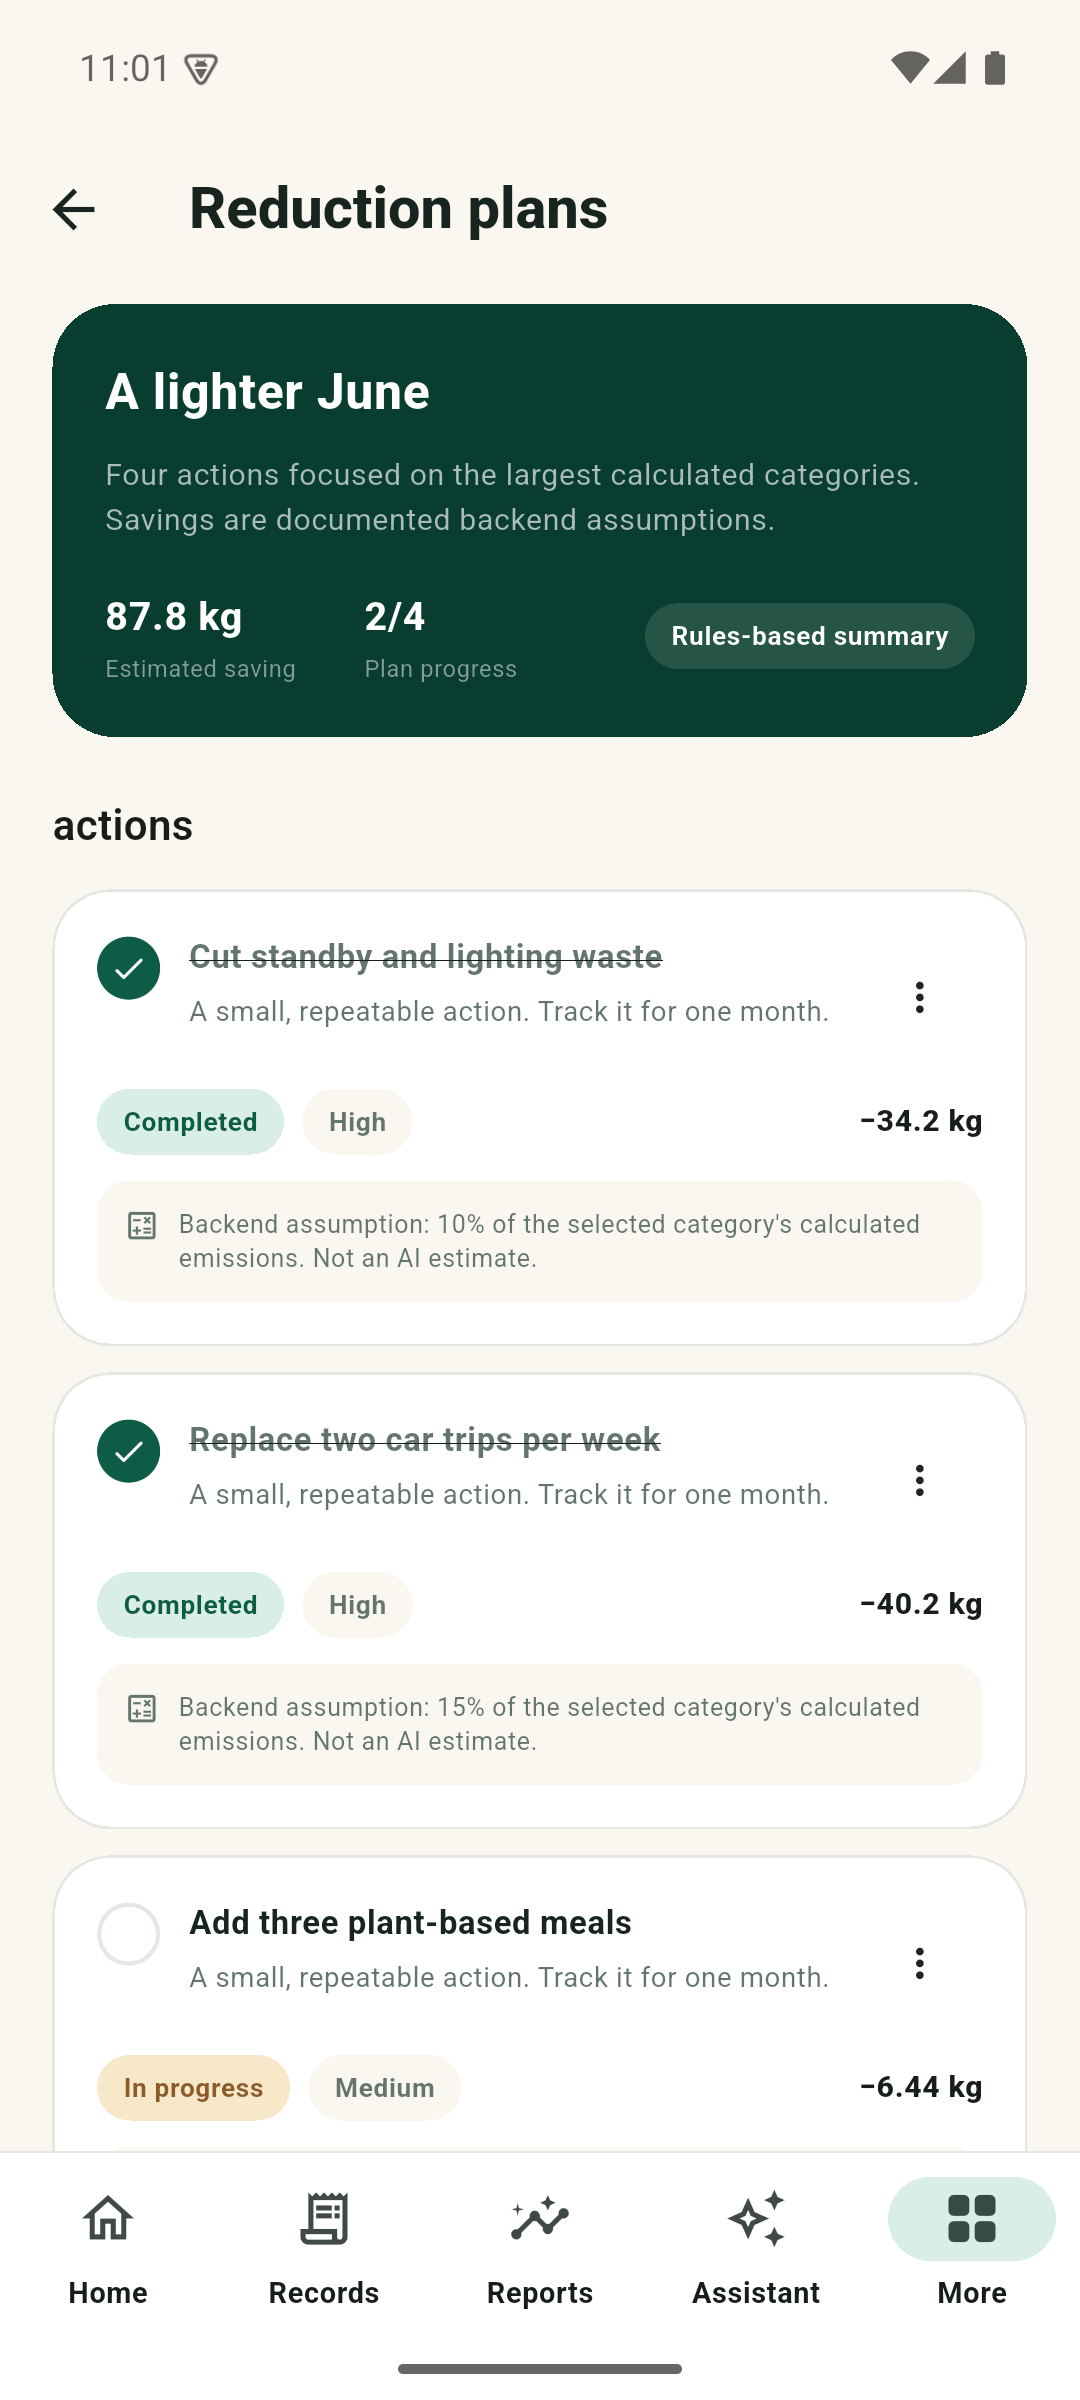 11:01
Reduction plans
A lighter June
Four actions focused on the largest calculated categories.
Savings are documented backend assumptions.
87.8 kg
Estimated saving
2/4
Plan progress
Rules-based summary
actions
Cut standby and lighting waste
A small, repeatable action. Track it for one month.
Completed
High
−34.2 kg
Backend assumption: 10% of the selected category's calculated
emissions. Not an AI estimate.
Replace two car trips per week
A small, repeatable action. Track it for one month.
Completed
High
−40.2 kg
Backend assumption: 15% of the selected category's calculated
emissions. Not an AI estimate.
Add three plant-based meals
A small, repeatable action. Track it for one month.
In progress
Medium
−6.44 kg
Home
Records
Reports
Assistant
More